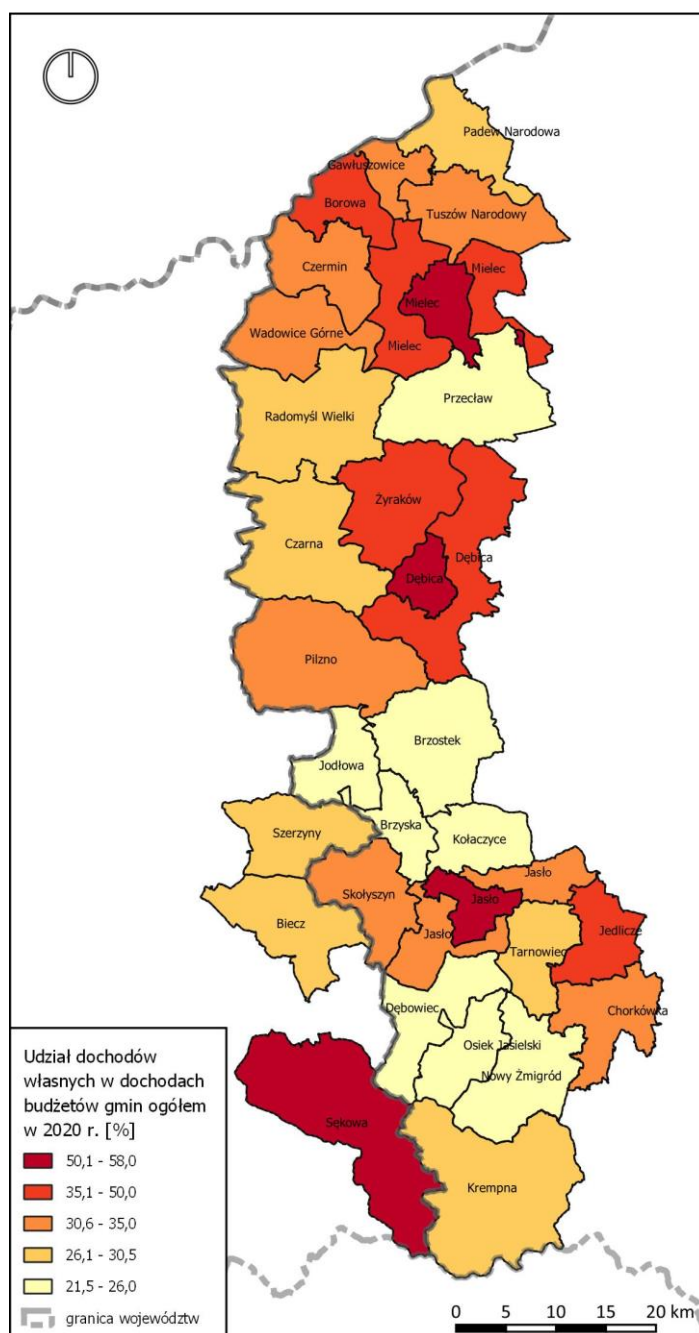 Padew Narodowa
Gawłuszowice
Borowa
Tuszów Narodowy
Czermin
Mielec
Mielec
Wadowice Górne
Mielec
Przecław
Radomyśl Wielki
Żyraków
Czarna
Dębica
Dębica
Pilzno
Brzostek
Jodłowa
Brzyska
Szerzyny
Kołaczyce
Skołyszyn
Jasło
Jasło
Biecz
Jasło
Jedlicze
Tarnowiec
Dębowiec
Chorkówka
Osiek Jasielski
Nowy Żmigród
Sękowa
Krempna
Udział dochodów
własnych w dochodach
budżetów gmin ogółem
w 2020 r. [%]
50,1 - 58,0
35,1 - 50,0
30,6 - 35,0
26,1 - 30,5
21,5 - 26,0
granica województw
0 5 10 15 20 km